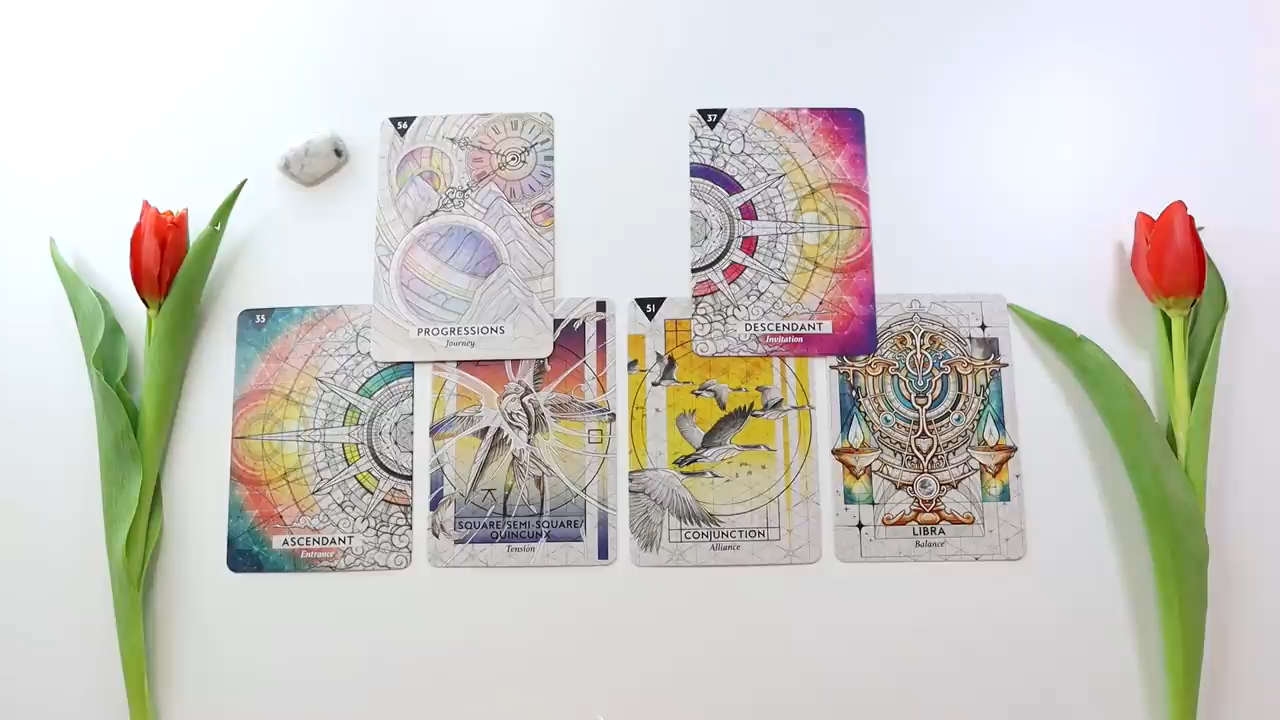 56
PROGRESSIONS
Journey
37
DESCENDANT
Invitation
35
ASCENDANT
Entrance
SQUARE/SEMI-SQUARE/
QUINCUNX
Tension
51
CONJUNCTION
Alliance
LIBRA
Balance